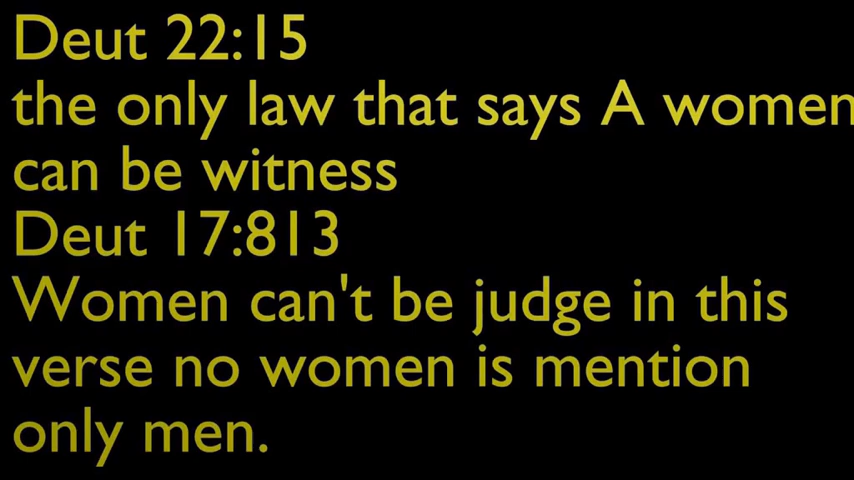 Deut 22:15
the only law that says A women
can be witness
Deut 17:813
Women can't be judge in this
verse no women is mention
only men.